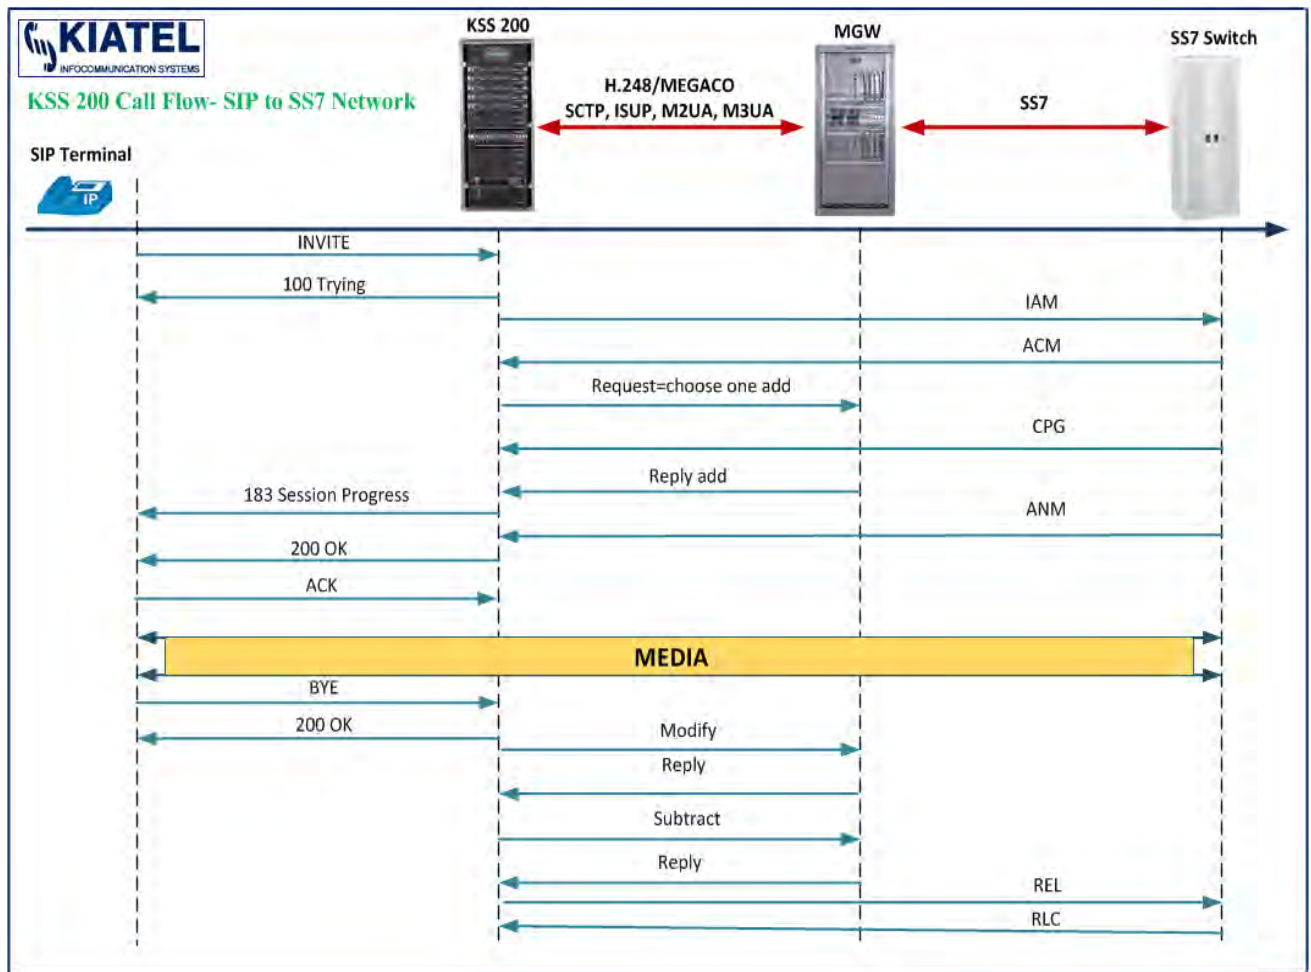 KIATEL
INFOCOMMUNICATION SYSTEMS
KSS 200 Call Flow- SIP to SS7 Network
KSS 200
MGW
SS7 Switch
H.248/MEGACO
SCTP, ISUP, M2UA, M3UA
SS7
SIP Terminal
IP
INVITE
100 Trying
IAM
ACM
Request=choose one add
CPG
Reply add
183 Session Progress
ANM
200 OK
ACK
MEDIA
BYE
200 OK
Modify
Reply
Subtract
Reply
REL
RLC